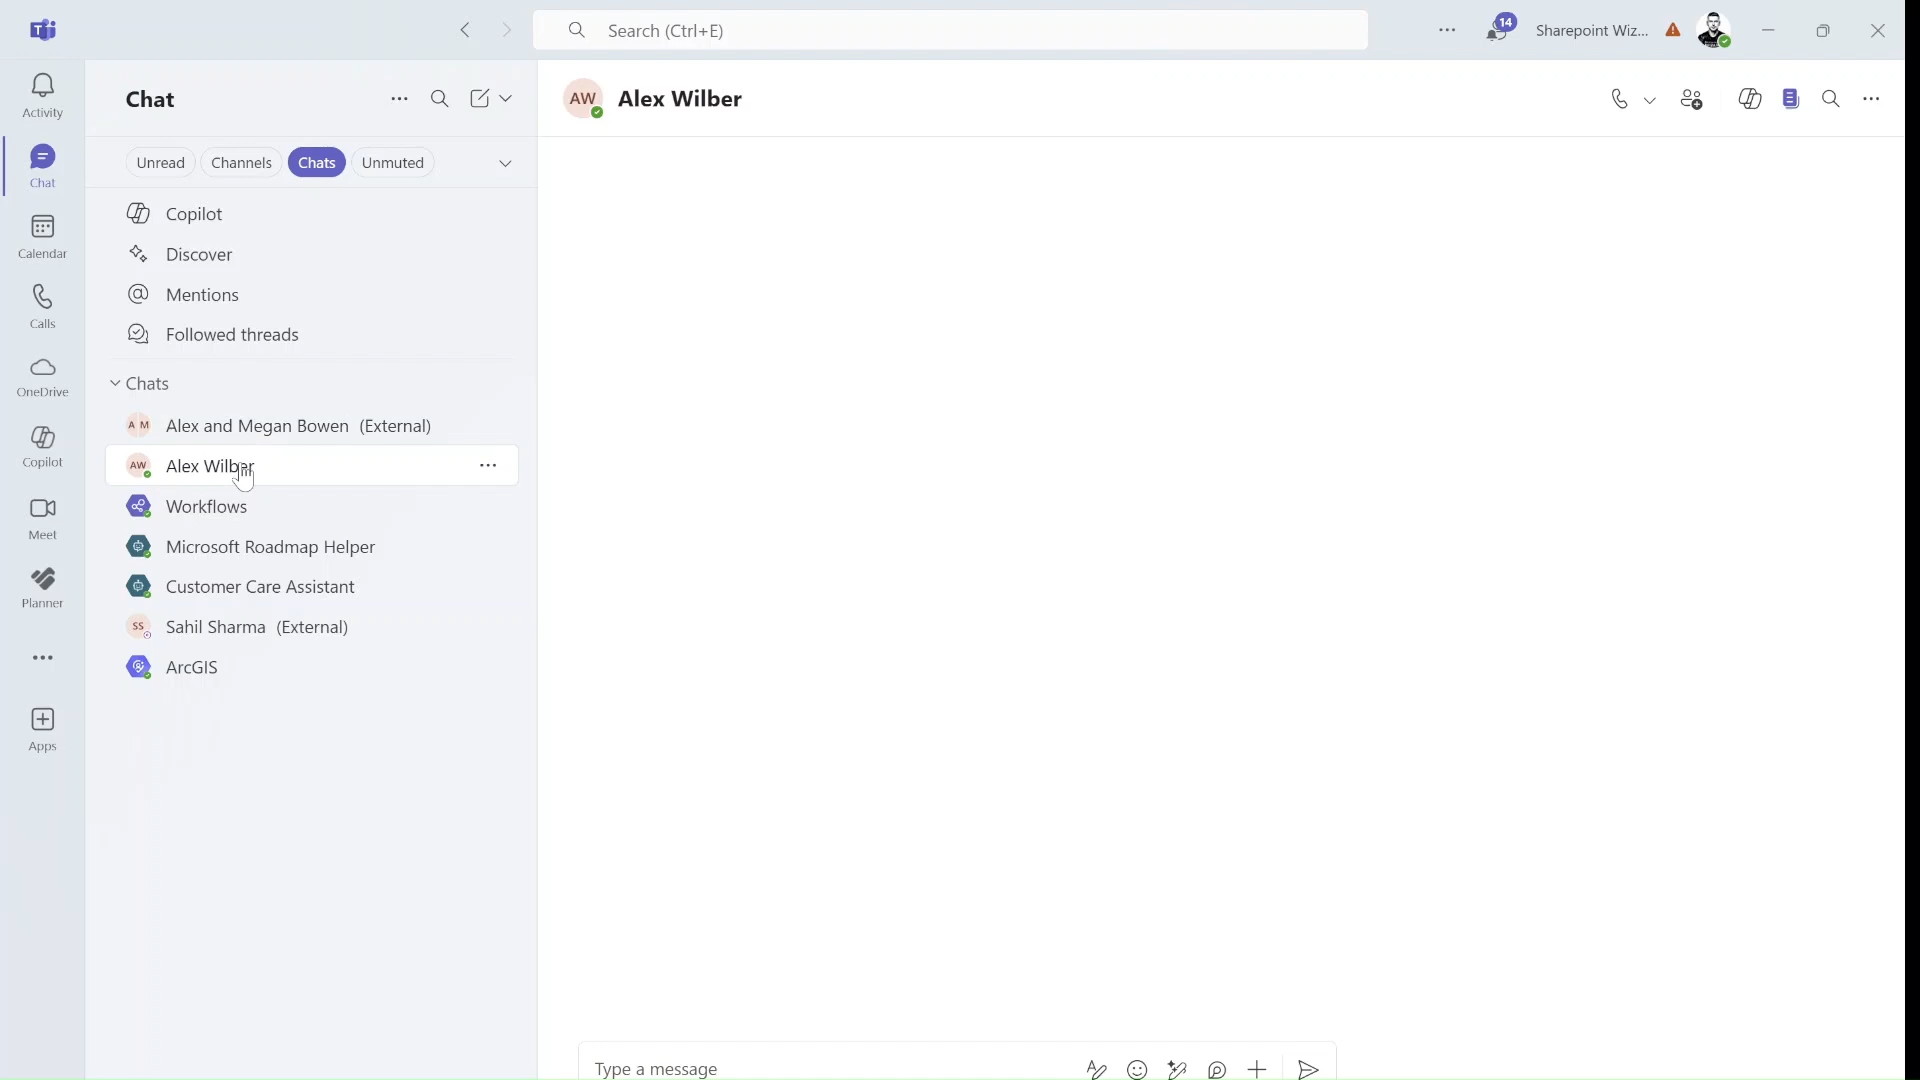 Search (Ctrl+E)
14
Sharepoint Wiz...
Activity
Chat
Calendar
Calls
OneDrive
Copilot
Meet
Planner
Apps
Chat
Unread
Channels
Chats
Unmuted
Copilot
Discover
@ Mentions
Followed threads
Chats
AM Alex and Megan Bowen (External)
AW Alex Wilber
Workflows
Microsoft Roadmap Helper
Customer Care Assistant
SS Sahil Sharma (External)
ArcGIS
AW Alex Wilber
Type a message